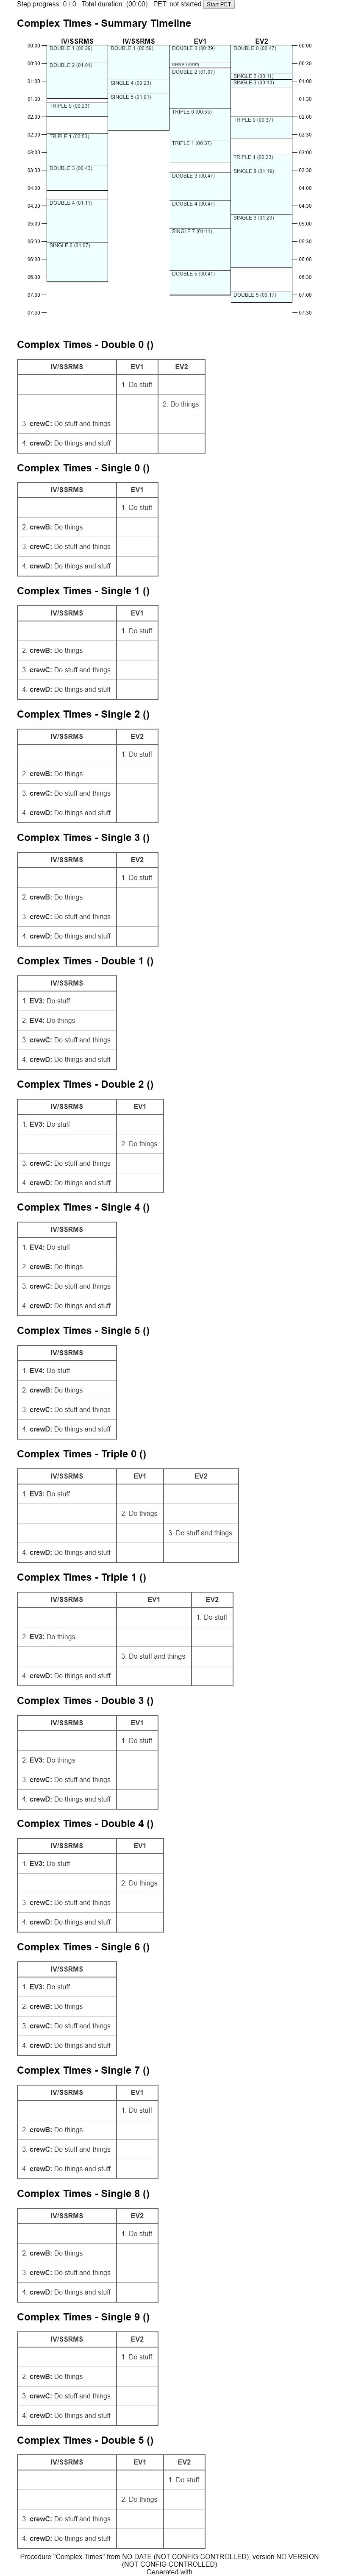 Step progress: 0 / 0 Total duration: (00:00) PET: not started Start PET
Complex Times - Summary Timeline
IV/SSRMS IV/SSRMS EV1 EV2
00:00 DOUBLE 1 (00:29) DOUBLE 1 (00:59) DOUBLE 0 (00:29) DOUBLE 0 (00:47) 00:00
00:30 DOUBLE 2 (01:01) 00:30
DOUBLE 2 (01:07)
SINGLE 2 (00:11)
01:00 SINGLE 4 (00:23) SINGLE 3 (00:13) 01:00
01:30 SINGLE 5 (01:01) 01:30
TRIPLE 0 (00:23) TRIPLE 0 (00:53)
02:00 TRIPLE 0 (00:37) 02:00
02:30 TRIPLE 1 (00:53) TRIPLE 1 (00:37) 02:30
03:00 TRIPLE 1 (00:23) 03:00
03:30 DOUBLE 3 (00:43) DOUBLE 3 (00:47) SINGLE 8 (01:19) 03:30
04:00 04:00
04:30 DOUBLE 4 (01:11) DOUBLE 4 (00:47) 04:30
SINGLE 9 (01:29)
05:00 SINGLE 7 (01:11) 05:00
05:30 SINGLE 6 (01:07) 05:30
06:00 06:00
06:30 DOUBLE 5 (00:41) 06:30
07:00 DOUBLE 5 (00:17) 07:00
07:30 07:30
Complex Times - Double 0 ()
IV/SSRMS EV1 EV2
1. Do stuff
2. Do things
3. crewC: Do stuff and things
4. crewD: Do things and stuff
Complex Times - Single 0 ()
IV/SSRMS EV1
1. Do stuff
2. crewB: Do things
3. crewC: Do stuff and things
4. crewD: Do things and stuff
Complex Times - Single 1 ()
IV/SSRMS EV1
1. Do stuff
2. crewB: Do things
3. crewC: Do stuff and things
4. crewD: Do things and stuff
Complex Times - Single 2 ()
IV/SSRMS EV2
1. Do stuff
2. crewB: Do things
3. crewC: Do stuff and things
4. crewD: Do things and stuff
Complex Times - Single 3 ()
IV/SSRMS EV2
1. Do stuff
2. crewB: Do things
3. crewC: Do stuff and things
4. crewD: Do things and stuff
Complex Times - Double 1 ()
IV/SSRMS
1. EV3: Do stuff
2. EV4: Do things
3. crewC: Do stuff and things
4. crewD: Do things and stuff
Complex Times - Double 2 ()
IV/SSRMS EV1
1. EV3: Do stuff
2. Do things
3. crewC: Do stuff and things
4. crewD: Do things and stuff
Complex Times - Single 4 ()
IV/SSRMS
1. EV4: Do stuff
2. crewB: Do things
3. crewC: Do stuff and things
4. crewD: Do things and stuff
Complex Times - Single 5 ()
IV/SSRMS
1. EV4: Do stuff
2. crewB: Do things
3. crewC: Do stuff and things
4. crewD: Do things and stuff
Complex Times - Triple 0 ()
IV/SSRMS EV1 EV2
1. EV3: Do stuff
2. Do things
3. Do stuff and things
4. crewD: Do things and stuff
Complex Times - Triple 1 ()
IV/SSRMS EV1 EV2
1. Do stuff
2. EV3: Do things
3. Do stuff and things
4. crewD: Do things and stuff
Complex Times - Double 3 ()
IV/SSRMS EV1
1. Do stuff
2. EV3: Do things
3. crewC: Do stuff and things
4. crewD: Do things and stuff
Complex Times - Double 4 ()
IV/SSRMS EV1
1. EV3: Do stuff
2. Do things
3. crewC: Do stuff and things
4. crewD: Do things and stuff
Complex Times - Single 6 ()
IV/SSRMS
1. EV3: Do stuff
2. crewB: Do things
3. crewC: Do stuff and things
4. crewD: Do things and stuff
Complex Times - Single 7 ()
IV/SSRMS EV1
1. Do stuff
2. crewB: Do things
3. crewC: Do stuff and things
4. crewD: Do things and stuff
Complex Times - Single 8 ()
IV/SSRMS EV2
1. Do stuff
2. crewB: Do things
3. crewC: Do stuff and things
4. crewD: Do things and stuff
Complex Times - Single 9 ()
IV/SSRMS EV2
1. Do stuff
2. crewB: Do things
3. crewC: Do stuff and things
4. crewD: Do things and stuff
Complex Times - Double 5 ()
IV/SSRMS EV1 EV2
1. Do stuff
2. Do things
3. crewC: Do stuff and things
4. crewD: Do things and stuff
Procedure "Complex Times" from NO DATE (NOT CONFIG CONTROLLED), version NO VERSION
(NOT CONFIG CONTROLLED)
Generated with